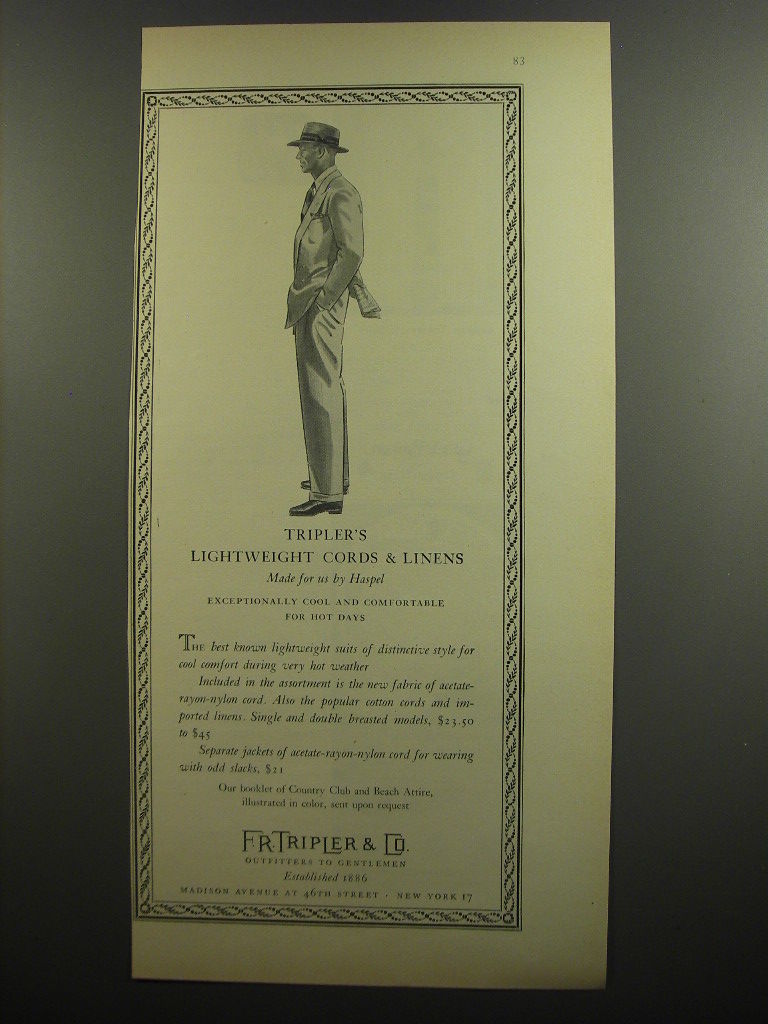 83
TRIPLER'S
LIGHTWEIGHT CORDS & LINENS
Made for us by Haspel
EXCEPTIONALLY COOL AND COMFORTABLE
FOR HOT DAYS
THE best known lightweight suits of distinctive style for
cool comfort during very hot weather
Included in the assortment is the new fabric of acetate-
rayon-nylon cord. Also the popular cotton cords and im-
ported linens. Single and double breasted models, $23.50
to $45
Separate jackets of acetate-rayon-nylon cord for wearing
with odd slacks, $21
Our booklet of Country Club and Beach Attire,
illustrated in color, sent upon request
F.R.TRIPLER & CO.
OUTFITTERS TO GENTLEMEN
Established 1886
MADISON AVENUE AT 46TH STREET · NEW YORK 17